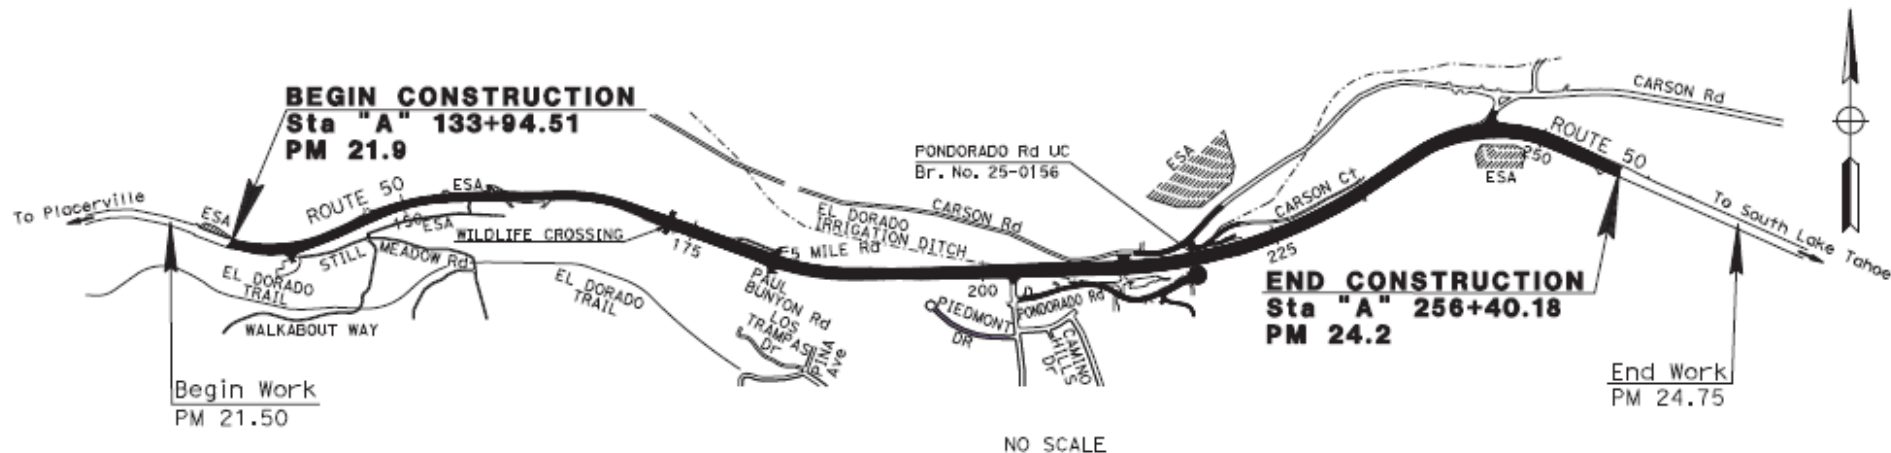 BEGIN CONSTRUCTION
Sta "A" 133+94.51
PM 21.9
To Placerville
ESA
ROUTE 50
ESA
150
ESA
WILDLIFE CROSSING
175
STILL
MEADOW Rd
EL DORADO
TRAIL
WALKABOUT WAY
EL DORADO
TRAIL
Begin Work
PM 21.50
PAUL
BUNYON Rd
LOS
TRAMPAS
Dr
PINA
Ave
5 MILE Rd
EL DORADO
IRRIGATION DITCH
CARSON Rd
PONDORADO Rd UC
Br. No. 25-0156
ESA
200
PIEDMONT
DR
PONDORADO Rd
CAMINO
HILLS
Dr
CARSON Ct
225
CARSON Rd
ROUTE 50
250
ESA
END CONSTRUCTION
Sta "A" 256+40.18
PM 24.2
To South Lake Tahoe
End Work
PM 24.75
NO SCALE